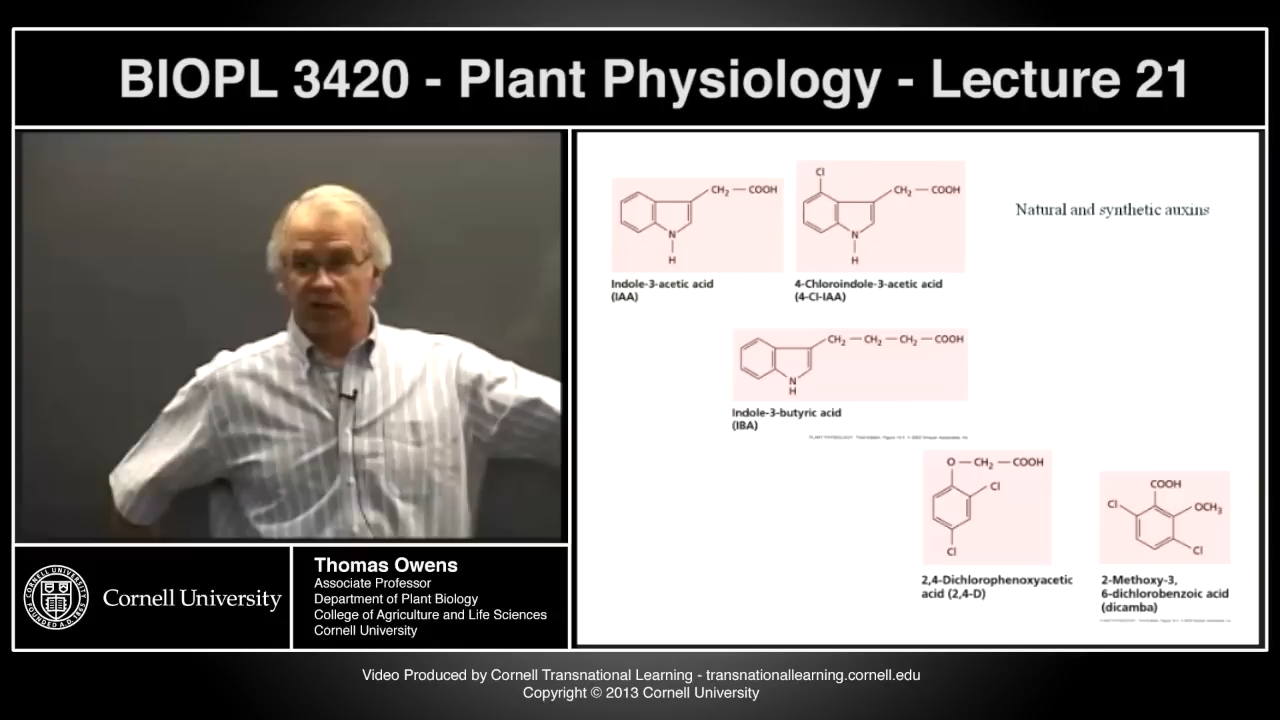 BIOPL 3420 - Plant Physiology - Lecture 21
Cl
CH2 — COOH
CH2 — COOH
N
H
N
H
Natural and synthetic auxins
Indole-3-acetic acid
(IAA)
4-Chloroindole-3-acetic acid
(4-Cl-IAA)
CH2 — CH2 — CH2 — COOH
N
H
Indole-3-butyric acid
(IBA)
O — CH2 — COOH
Cl
Cl
2,4-Dichlorophenoxyacetic
acid (2,4-D)
COOH
Cl
OCH3
Cl
2-Methoxy-3,
6-dichlorobenzoic acid
(dicamba)
Cornell University
Thomas Owens
Associate Professor
Department of Plant Biology
College of Agriculture and Life Sciences
Cornell University
Video Produced by Cornell Transnational Learning - transnationallearning.cornell.edu
Copyright © 2013 Cornell University